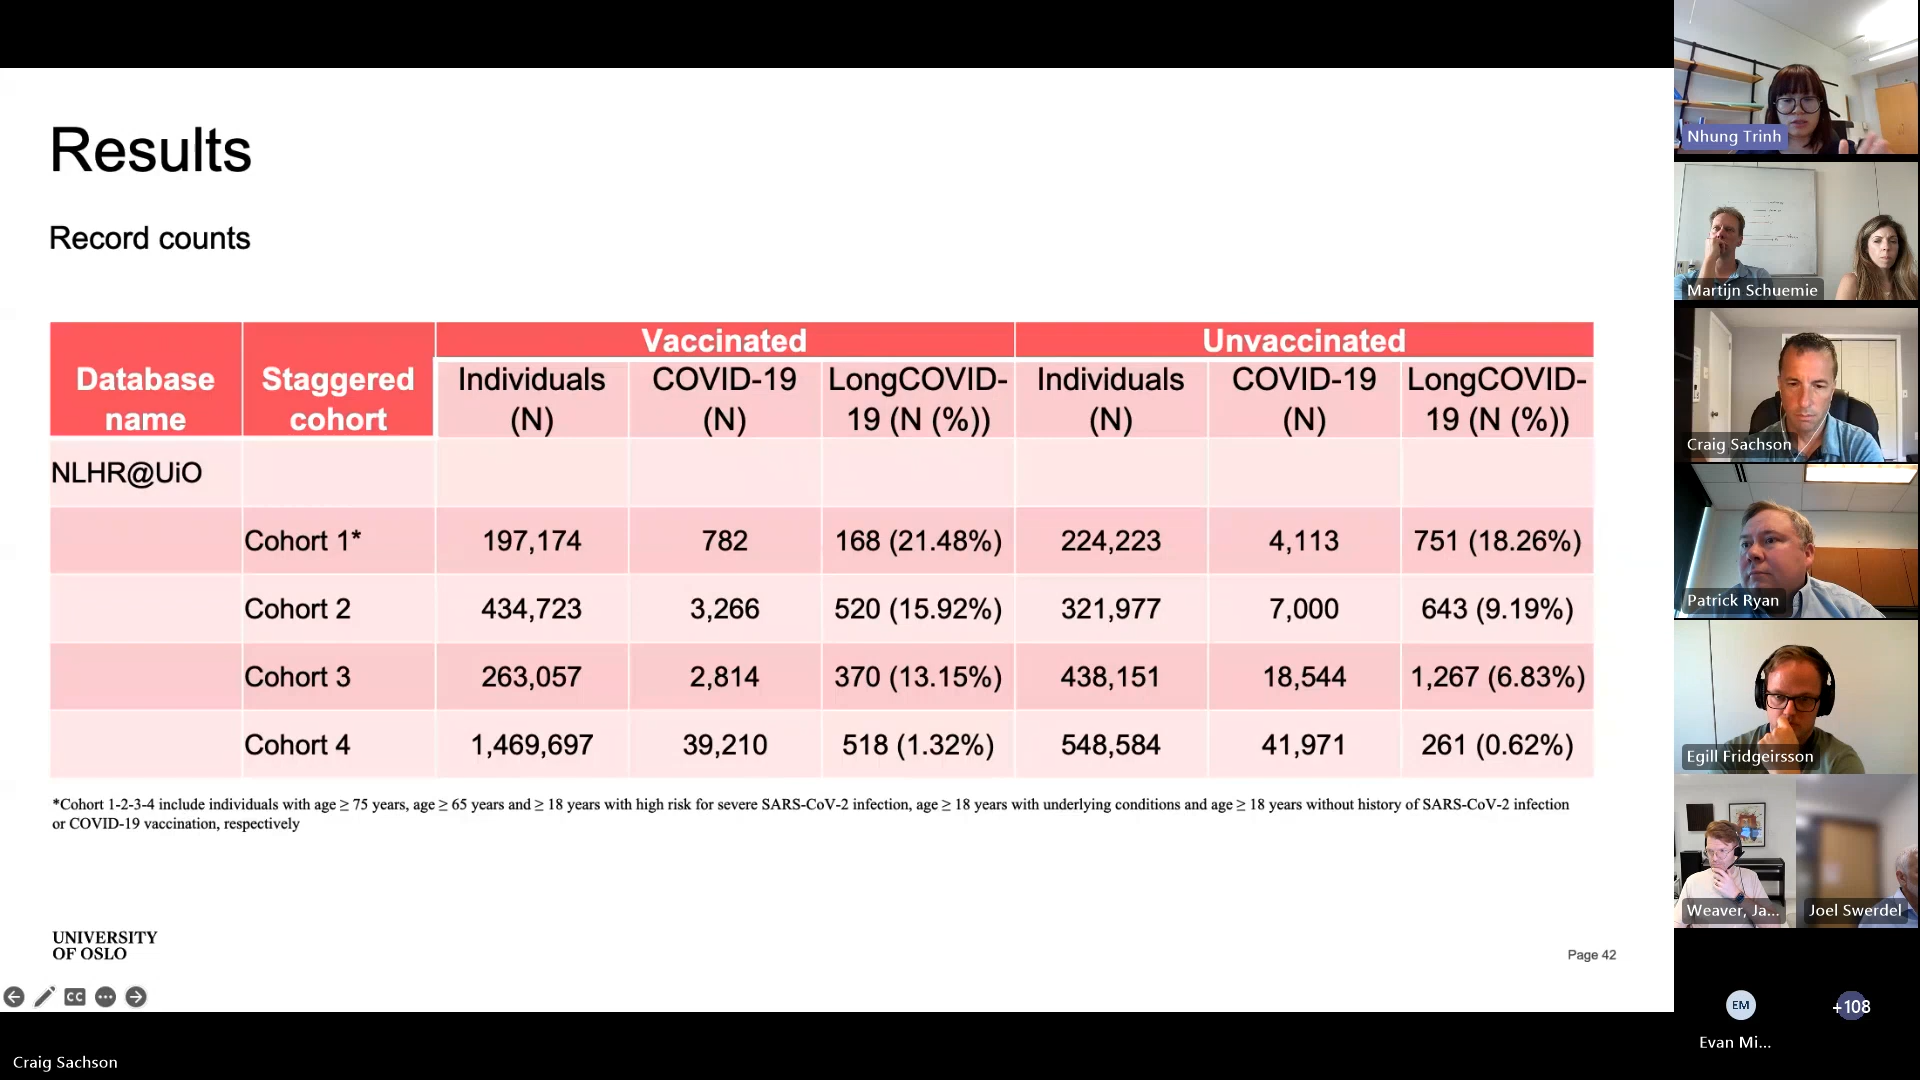 Results
Record counts
Vaccinated Unvaccinated
Database name Staggered cohort Individuals (N) COVID-19 (N) LongCOVID-19 (N (%)) Individuals (N) COVID-19 (N) LongCOVID-19 (N (%))
NLHR@UiO
Cohort 1* 197,174 782 168 (21.48%) 224,223 4,113 751 (18.26%)
Cohort 2 434,723 3,266 520 (15.92%) 321,977 7,000 643 (9.19%)
Cohort 3 263,057 2,814 370 (13.15%) 438,151 18,544 1,267 (6.83%)
Cohort 4 1,469,697 39,210 518 (1.32%) 548,584 41,971 261 (0.62%)
*Cohort 1-2-3-4 include individuals with age ≥ 75 years, age ≥ 65 years and ≥ 18 years with high risk for severe SARS-CoV-2 infection, age ≥ 18 years with underlying conditions and age ≥ 18 years without history of SARS-CoV-2 infection
or COVID-19 vaccination, respectively
UNIVERSITY
OF OSLO
Page 42
CC
Craig Sachson
Nhung Trinh
Martijn Schuemie
Craig Sachson
Patrick Ryan
Egill Fridgeirsson
Weaver, Ja...
Joel Swerdel
EM
+108
Evan Mi...